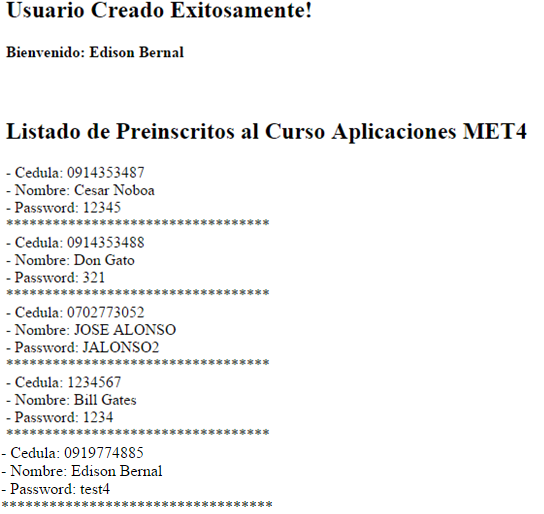 Usuario Creado Exitosamente!
Bienvenido: Edison Bernal
Listado de Preinscritos al Curso Aplicaciones MET4
- Cedula: 0914353487
- Nombre: Cesar Noboa
- Password: 12345
**********************************
- Cedula: 0914353488
- Nombre: Don Gato
- Password: 321
**********************************
- Cedula: 0702773052
- Nombre: JOSE ALONSO
- Password: JALONSO2
**********************************
- Cedula: 1234567
- Nombre: Bill Gates
- Password: 1234
**********************************
- Cedula: 0919774885
- Nombre: Edison Bernal
- Password: test4
**********************************